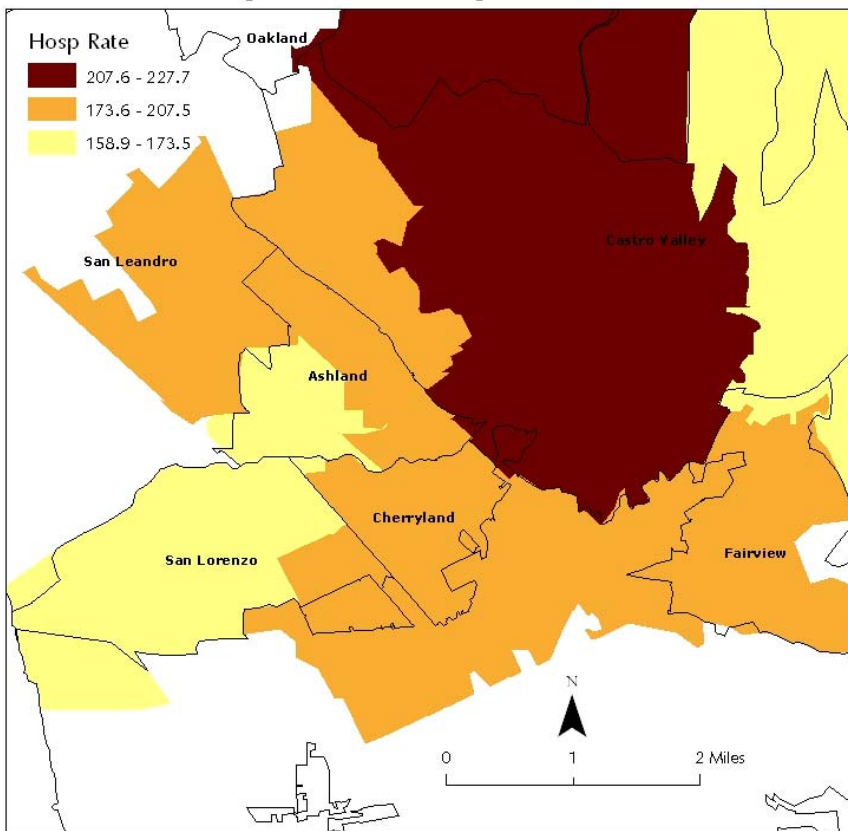 Oakland
Hosp Rate
207.6 - 227.7
173.6 - 207.5
158.9 - 173.5
Castro Valley
San Leandro
Ashland
Cherryland
San Lorenzo
Fairview
N
0 1 2 Miles